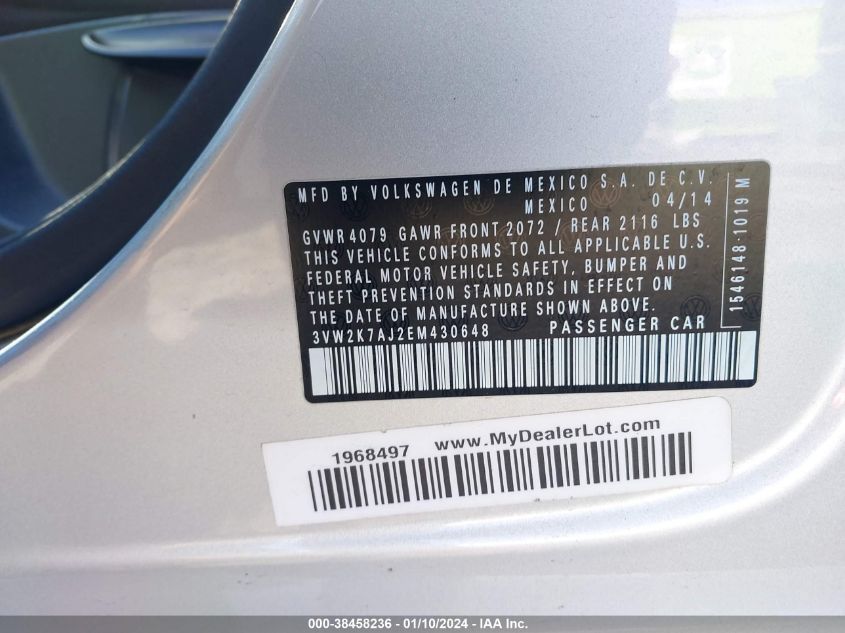 MFD BY VOLKSWAGEN DE MEXICO S.A. DE C.V.
MEXICO 04/14
GVWR 4079 GAWR FRONT 2072 / REAR 2116 LBS
THIS VEHICLE CONFORMS TO ALL APPLICABLE U.S.
FEDERAL MOTOR VEHICLE SAFETY, BUMPER AND
THEFT PREVENTION STANDARDS IN EFFECT ON
THE DATE OF MANUFACTURE SHOWN ABOVE.
3VW2K7AJ2EM430648 PASSENGER CAR
1546148·1019 M
1968497 www.MyDealerLot.com
000-38458236 - 01/10/2024 - IAA Inc.